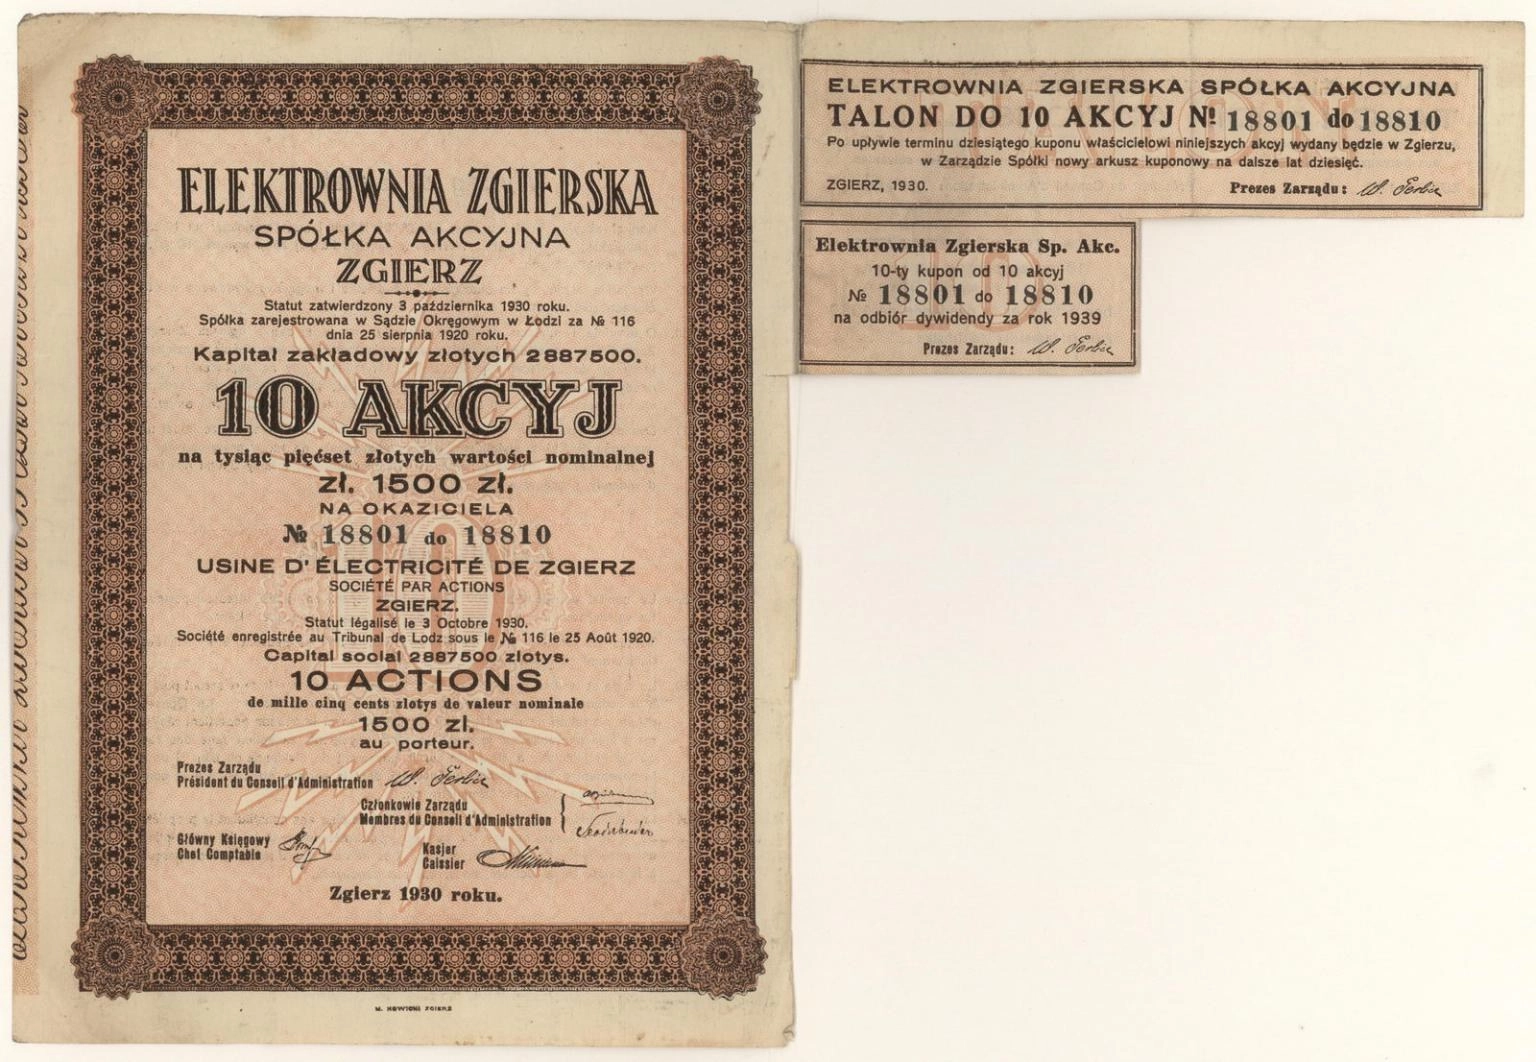 ELEKTROWNIA ZGIERSKA
SPÓŁKA AKCYJNA
ZGIERZ
Statut zatwierdzony 3 października 1930 roku.
Spółka zarejestrowana w Sądzie Okręgowym w Łodzi za № 116
dnia 25 sierpnia 1920 roku.
Kapitał zakładowy złotych 2887500.
10 AKCYJ
na tysiąc pięćset złotych wartości nominalnej
zł. 1500 zł.
NA OKAZICIELA
№ 18801 do 18810
USINE D'ÉLECTRICITÉ DE ZGIERZ
SOCIÉTÉ PAR ACTIONS
ZGIERZ.
Statut légalisé le 3 Octobre 1930.
Société enregistrée au Tribunal de Lodz sous le № 116 le 25 Août 1920.
Capital social 2887500 zlotys.
10 ACTIONS
de mille cinq cents zlotys de valeur nominale
1500 zl.
au porteur.
Prezes Zarządu
Président du Conseil d'Administration
Członkowie Zarządu
Membres du Conseil d'Administration
Główny Księgowy
Chef Comptable
Kasjer
Caissier
Zgierz 1930 roku.
ELEKTROWNIA ZGIERSKA SPÓŁKA AKCYJNA
TALON DO 10 AKCYJ № 18801 do 18810
Po upływie terminu dziesiątego kuponu właścicielowi niniejszych akcyj wydany będzie w Zgierzu,
w Zarządzie Spółki nowy arkusz kuponowy na dalsze lat dziesięć.
ZGIERZ, 1930. Prezes Zarządu:
Elektrownia Zgierska Sp. Akc.
10-ty kupon od 10 akcyj
№ 18801 do 18810
na odbiór dywidendy za rok 1939
Prezes Zarządu: